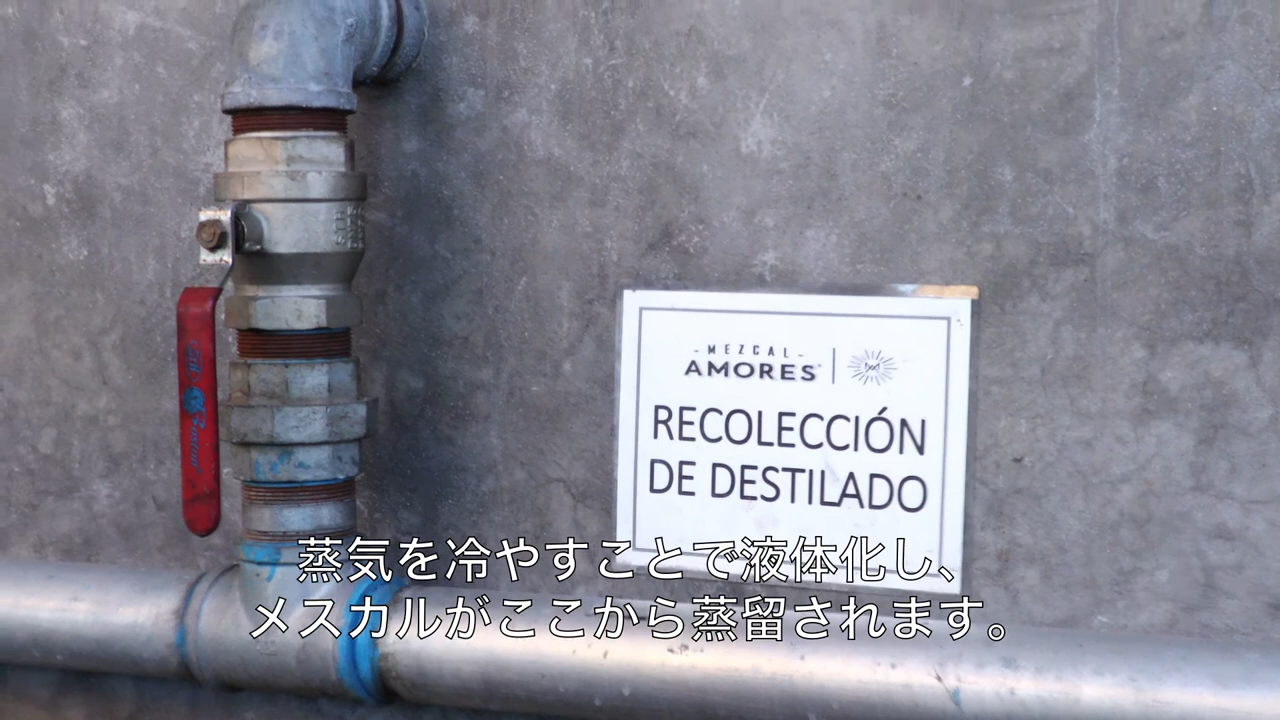 -MEZCAL-
AMORES
RECOLECCIÓN
DE DESTILADO
蒸気を冷やすことで液体化し、
メスカルがここから蒸留されます。